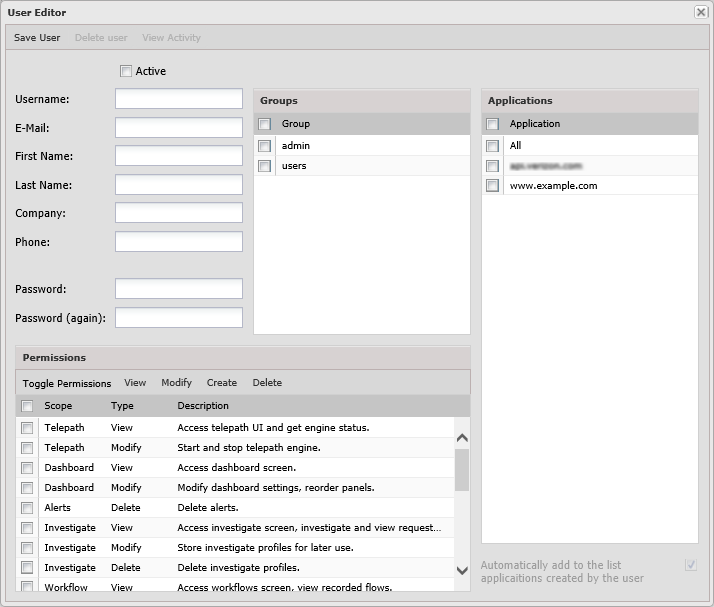 User Editor
Save User Delete user View Activity
Active
Username:
E-Mail:
First Name:
Last Name:
Company:
Phone:
Password:
Password (again):
Groups
Group
admin
users
Applications
Application
All
www.example.com
Permissions
Toggle Permissions View Modify Create Delete
Scope Type Description
Telepath View Access telepath UI and get engine status.
Telepath Modify Start and stop telepath engine.
Dashboard View Access dashboard screen.
Dashboard Modify Modify dashboard settings, reorder panels.
Alerts Delete Delete alerts.
Investigate View Access investigate screen, investigate and view request...
Investigate Modify Store investigate profiles for later use.
Investigate Delete Delete investigate profiles.
Workflow View Access workflows screen, view recorded flows.
Automatically add to the list
applicaitions created by the user